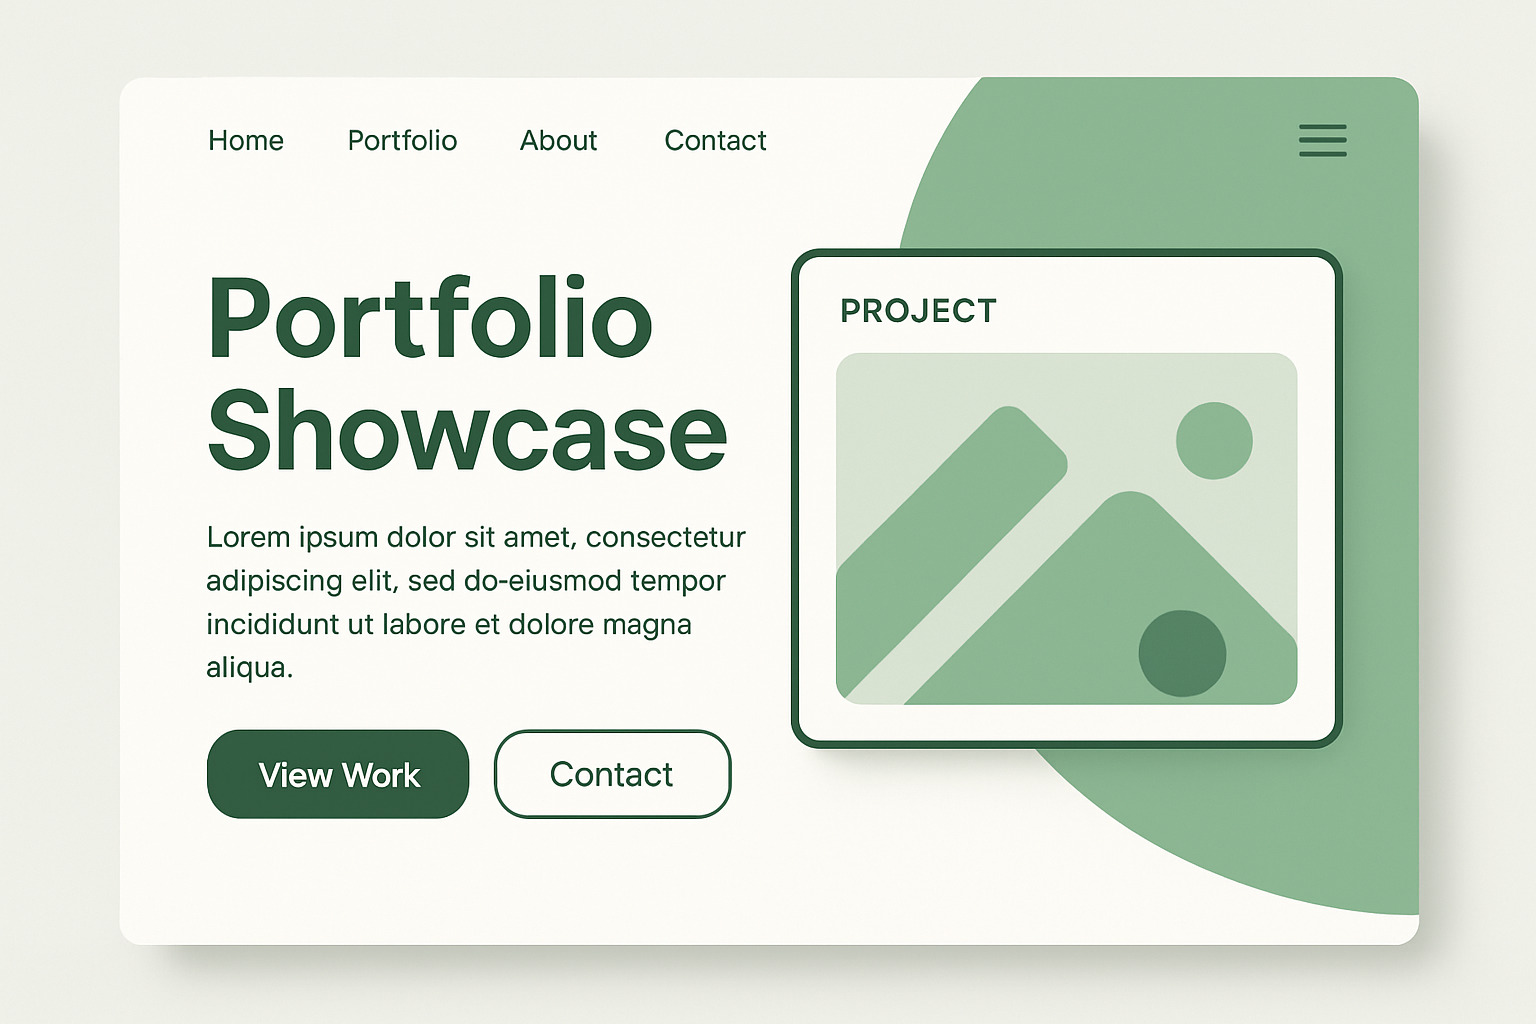 Home Portfolio About Contact
Portfolio
Showcase
Lorem ipsum dolor sit amet, consectetur
adipiscing elit, sed do-eiusmod tempor
incididunt ut labore et dolore magna
aliqua.
View Work Contact
PROJECT